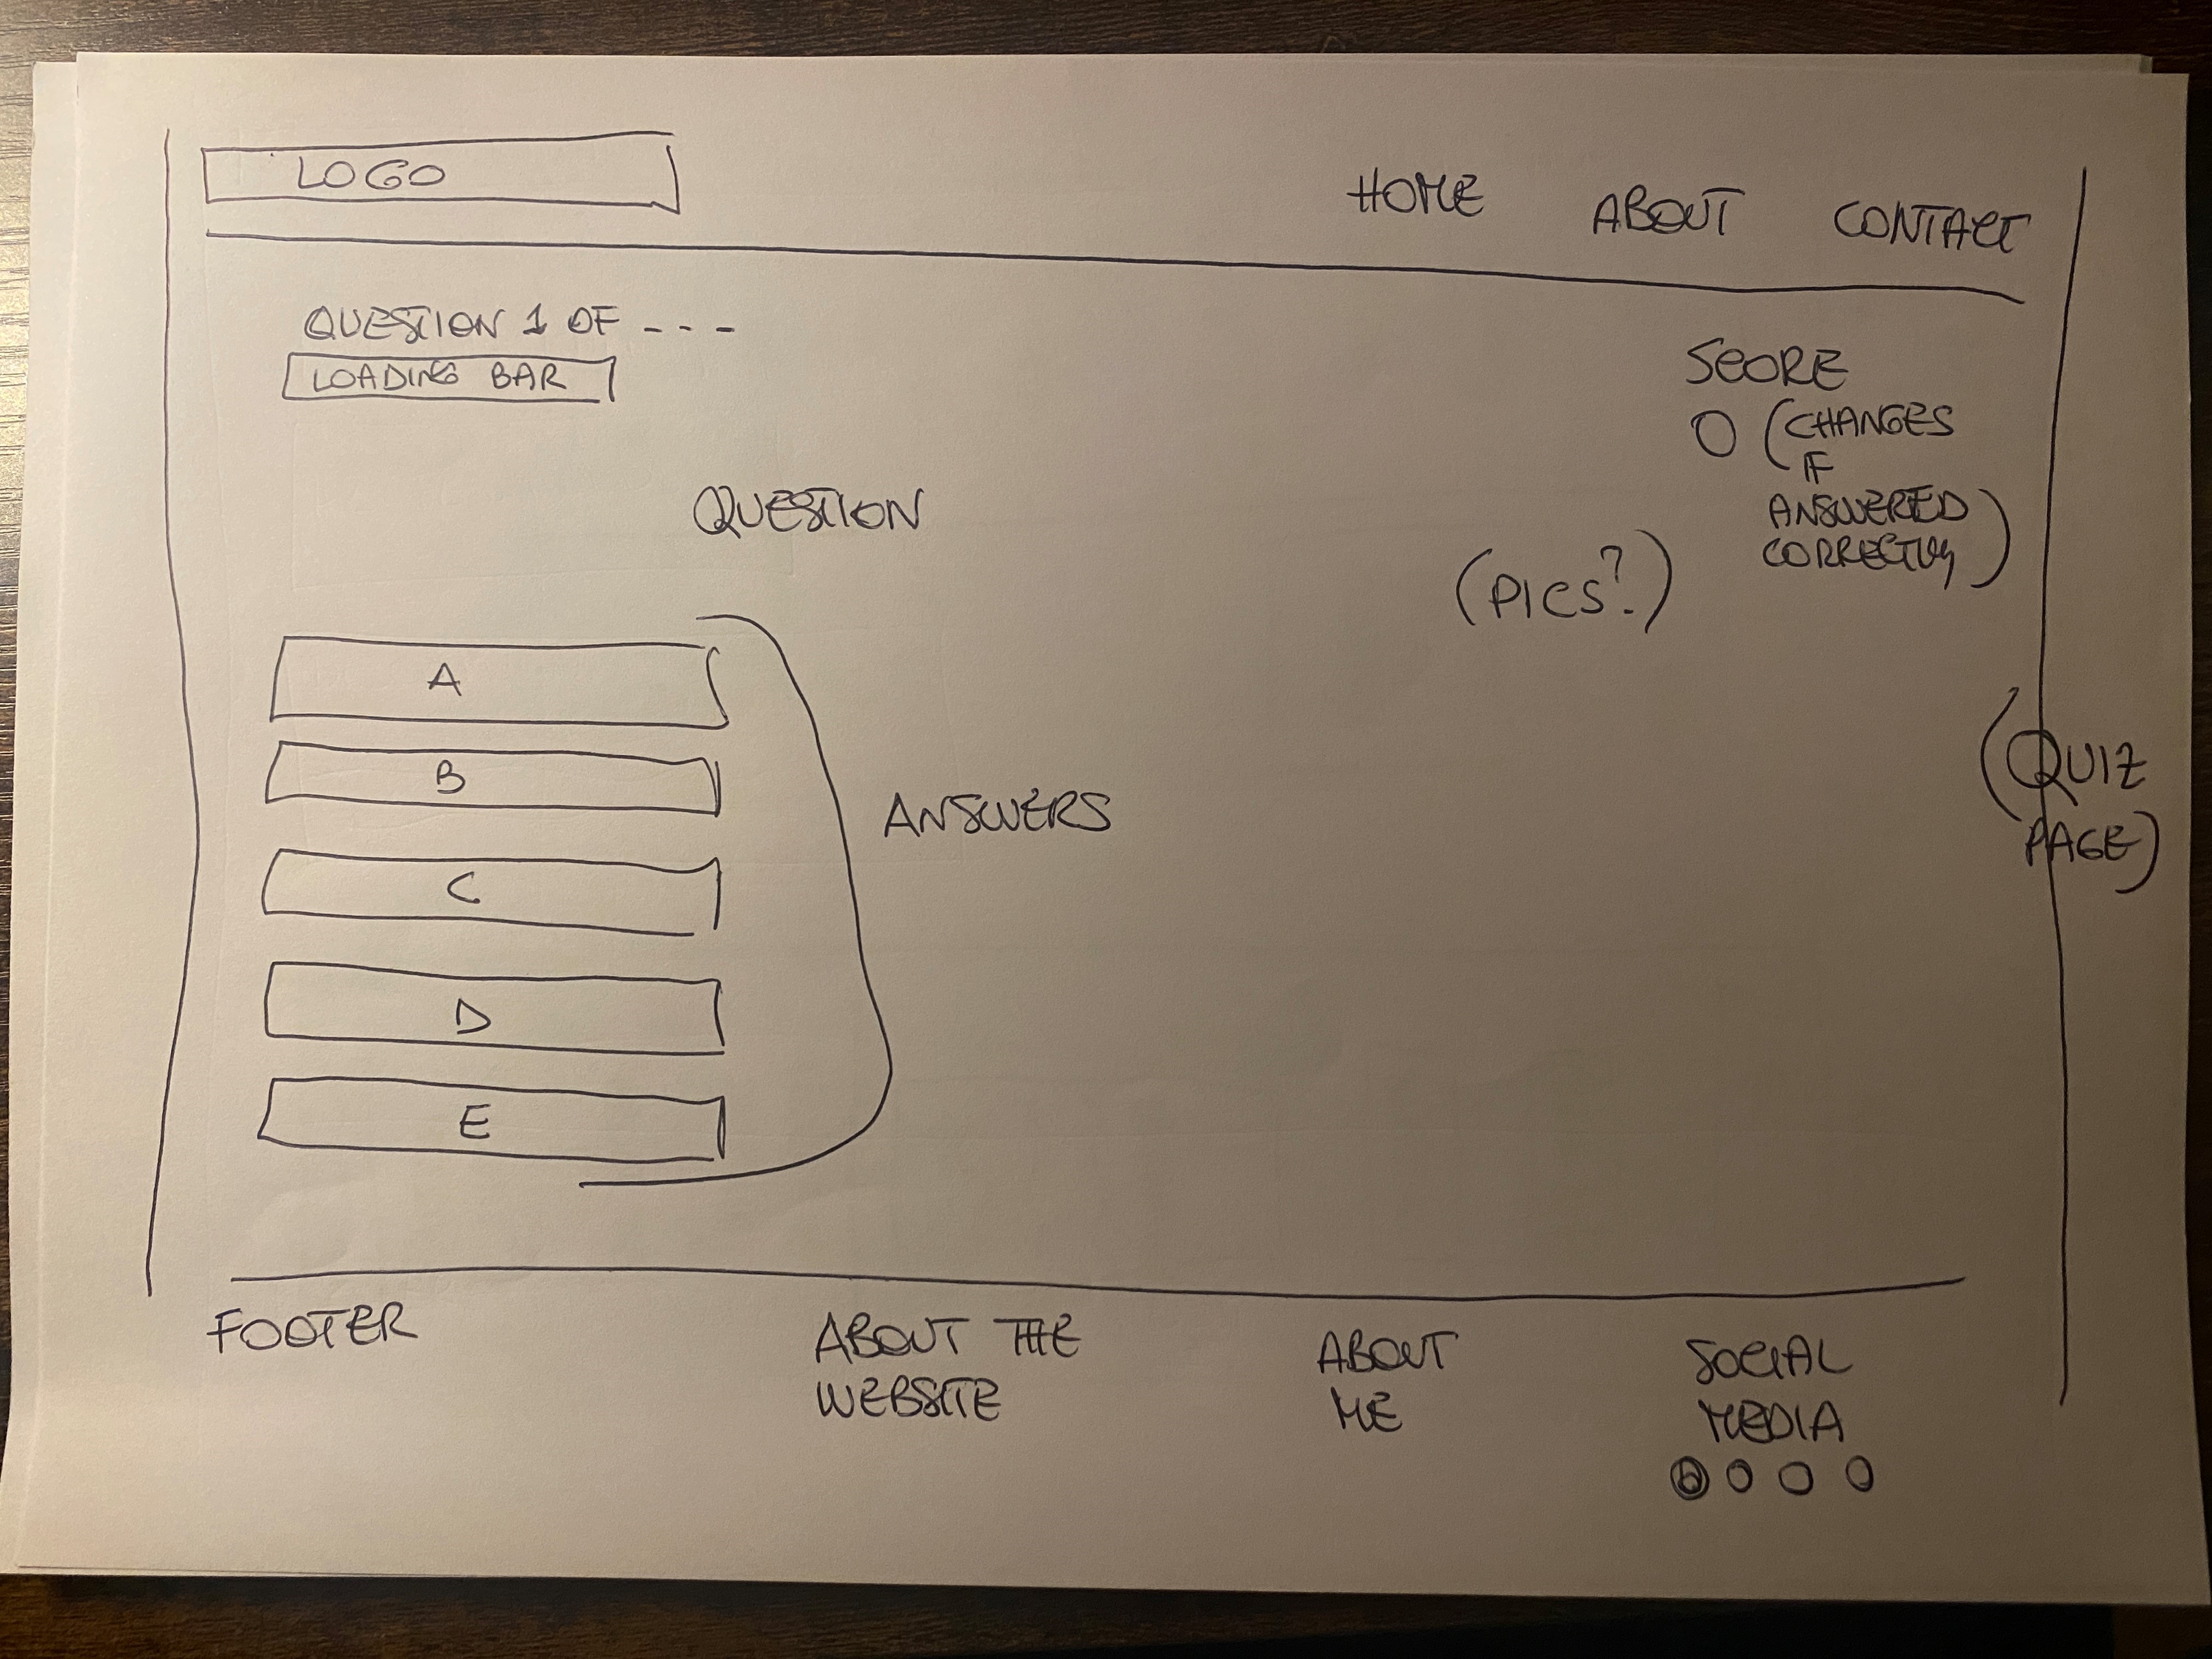 LOGO
HOME ABOUT CONTACT
QUESTION 1 OF ---
LOADING BAR
SCORE
0 (CHANGES
IF
ANSWERED
CORRECTLY)
QUESTION
(PICS?)
A
B
C
D
E
ANSWERS
(QUIZ
PAGE)
FOOTER
ABOUT THE
WEBSITE
ABOUT
ME
SOCIAL
MEDIA